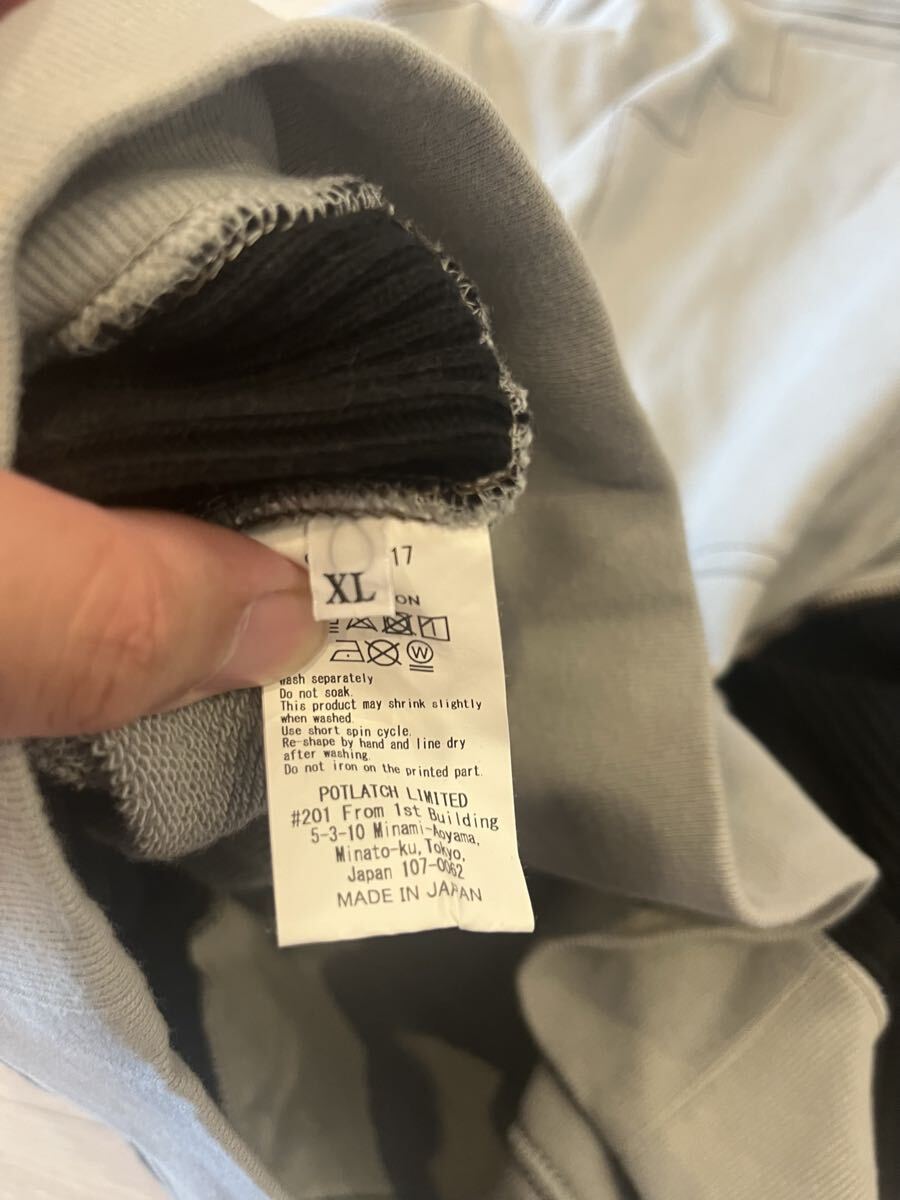 17
XL
ON
W
wash separately
Do not soak.
This product may shrink slightly
when washed.
Use short spin cycle.
Re-shape by hand and line dry
after washing.
Do not iron on the printed part.
POTLATCH LIMITED
#201 From 1st Building
5-3-10 Minami-Aoyama,
Minato-ku, Tokyo,
Japan 107-0062
MADE IN JAPAN